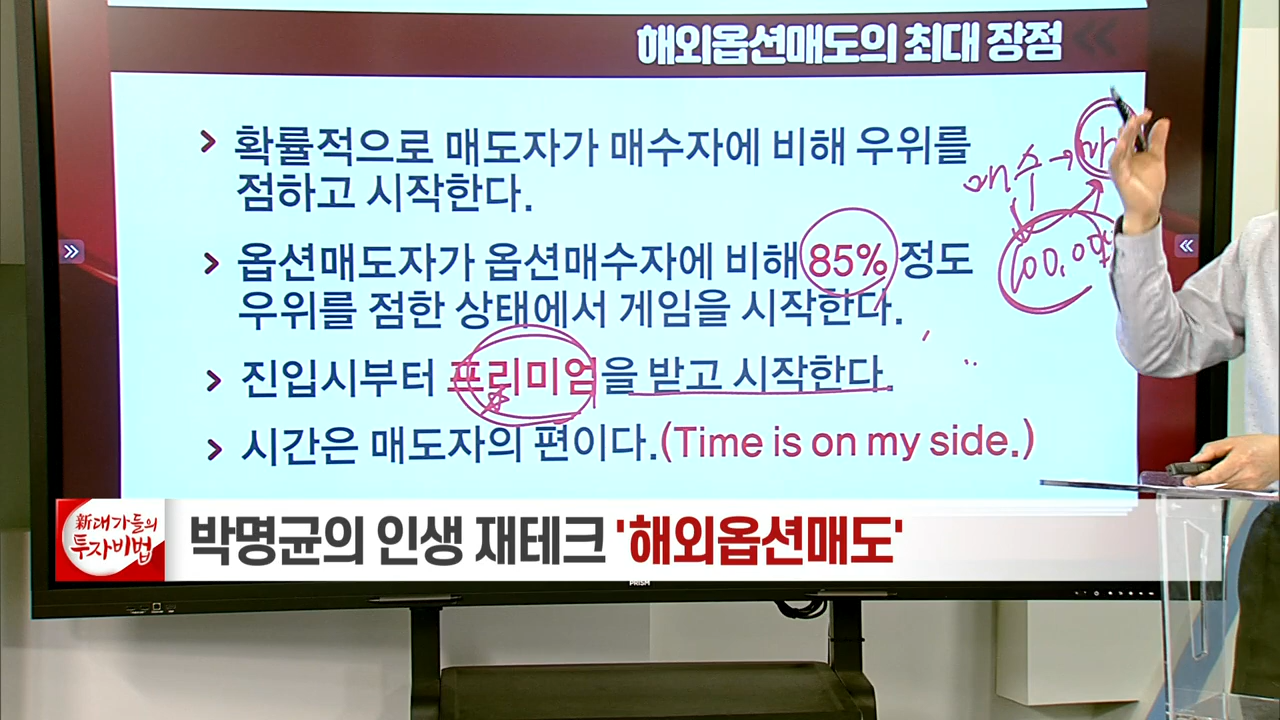 해외옵션매도의 최대 장점
확률적으로 매도자가 매수자에 비해 우위를
점하고 시작한다.
옵션매도자가 옵션매수자에 비해 85% 정도
우위를 점한 상태에서 게임을 시작한다.
진입시부터 프리미엄을 받고 시작한다.
시간은 매도자의 편이다.(Time is on my side.)
매수
新대가들의
투자비법
박명균의 인생 재테크 '해외옵션매도'
PRISM